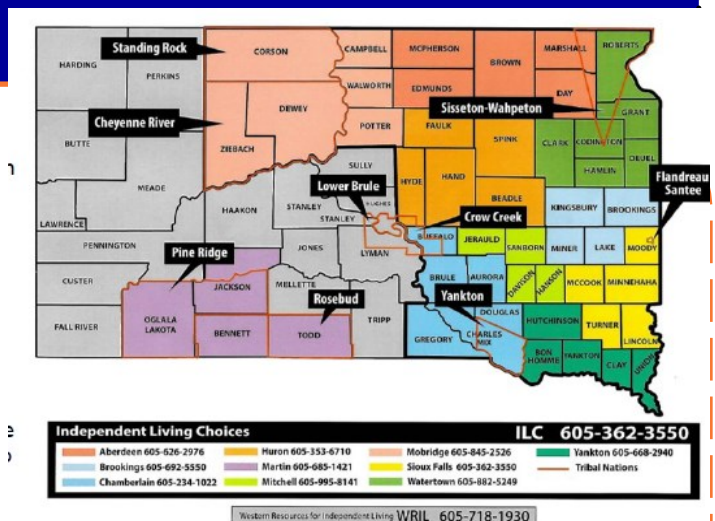 Standing Rock
CORSON
CAMPBELL
MCPHERSON
BROWN
MARSHALL
ROBERTS
HARDING
PERKINS
WALWORTH
EDMUNDS
DAY
Sisseton-Wahpeton
GRANT
Cheyenne River
DEWEY
ZIEBACH
POTTER
FAULK
SPINK
CLARK
CODINGTON
DEUEL
HAMLIN
BUTTE
MEADE
SULLY
HYDE
HAND
Flandreau
Santee
Lower Brule
HUGHES
BEADLE
KINGSBURY
BROOKINGS
LAWRENCE
HAAKON
STANLEY
STANLEY
Crow Creek
BUFFALO
JERAULD
SANBORN
MINER
LAKE
MOODY
PENNINGTON
JONES
LYMAN
Pine Ridge
CUSTER
JACKSON
MELLETTE
BRULE
AURORA
DAVISON
HANSON
MCCOOK
MINNEHAHA
Rosebud
Yankton
FALL RIVER
OGLALA
LAKOTA
BENNETT
TODD
TRIPP
GREGORY
CHARLES
MIX
DOUGLAS
HUTCHINSON
TURNER
LINCOLN
BON
HOMME
YANKTON
CLAY
UNION
Independent Living Choices ILC 605-362-3550
Aberdeen 605-626-2976 Huron 605-353-6710 Mobridge 605-845-2526 Yankton 605-668-2940
Brookings 605-692-5550 Martin 605-685-1421 Sioux Falls 605-362-3550 Tribal Nations
Chamberlain 605-234-1022 Mitchell 605-995-8141 Watertown 605-882-5249
Western Resources for Independent Living WRIL 605-718-1930